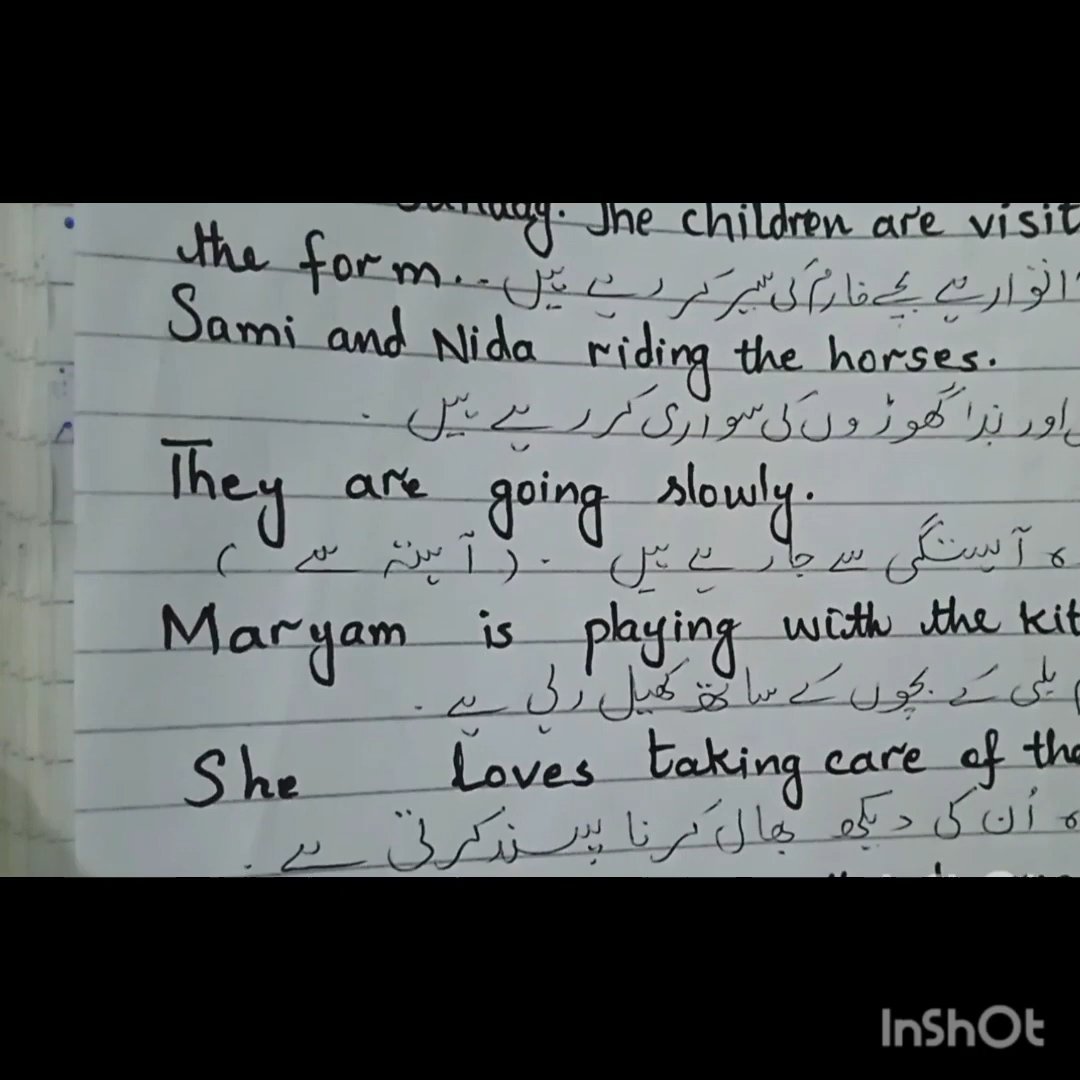 Sunday. The children are visit
the form..
اتوار ہے بچے فارم کی سیر کر رہے ہیں
Sami and Nida riding the horses.
اور ندا گھوڑوں کی سواری کر رہے ہیں ۔
They are going slowly.
ہ آہستگی سے جا رہے ہیں ۔ (آہستہ سے)
Maryam is playing with the kit
بلی کے بچوں کے ساتھ کھیل رہی ہے ۔
She Loves taking care of the
ہ اُن کی دیکھ بھال کرنا پسند کرتی ہے ۔
InShOt